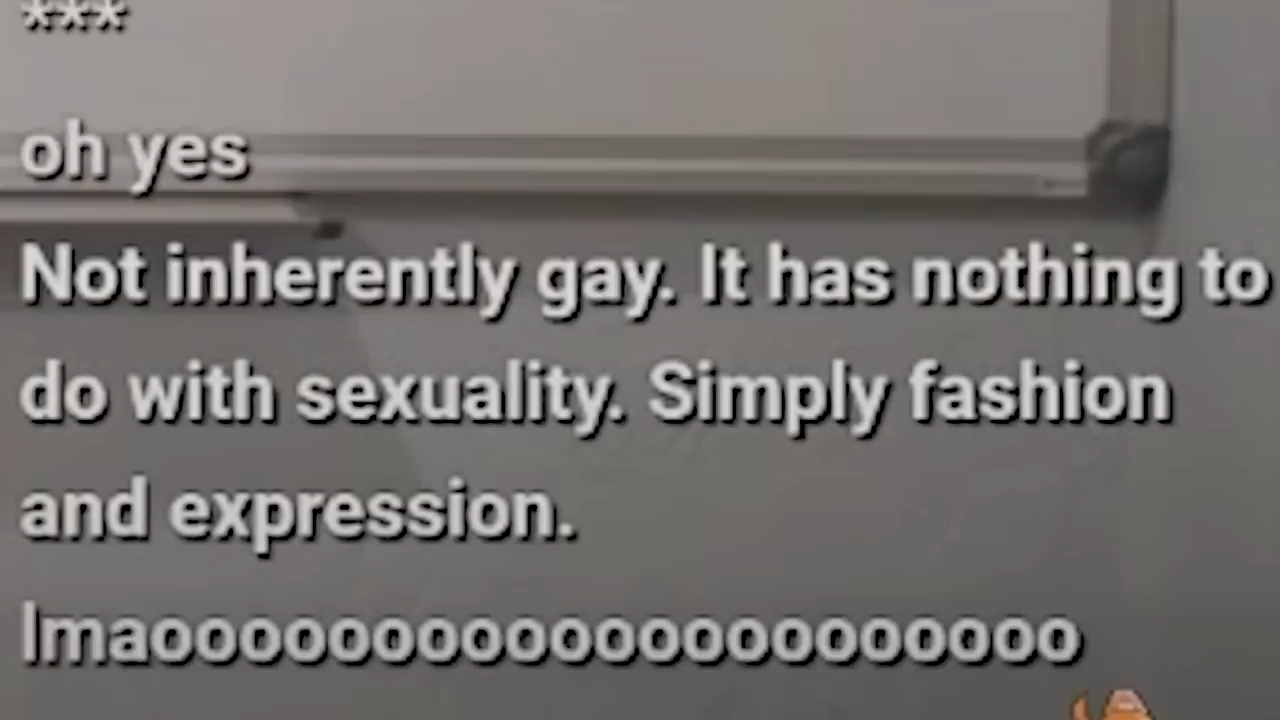 ***
oh yes
Not inherently gay. It has nothing to
do with sexuality. Simply fashion
and expression.
lmaooooooooooooooooooooooo